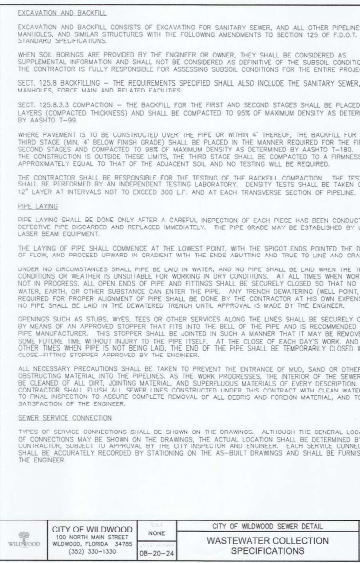 EXCAVATION AND BACKFILL
EXCAVATION AND BACKFILL CONSISTS OF EXCAVATING FOR SANITARY SEWER, AND ALL OTHER PIPELINE
MANHOLES, AND SIMILAR STRUCTURES WITH THE FOLLOWING AMENDMENTS TO SECTION 125 OF F.D.O.T.
STANDARD SPECIFICATIONS.
WHEN SOIL BORINGS ARE PROVIDED BY THE ENGINEER OR OWNER, THEY SHALL BE CONSIDERED AS
SUPPLEMENTAL INFORMATION AND SHALL NOT BE CONSIDERED AS DEFINITIVE OF THE SUBSOIL CONDITIO
THE CONTRACTOR IS FULLY RESPONSIBLE FOR ASSESSING SUBSOIL CONDITIONS FOR THE ENTIRE PROJE
SECT. 125.8 BACKFILLING – THE REQUIREMENTS SPECIFIED SHALL ALSO INCLUDE THE SANITARY SEWER,
MANHOLES, FORCE MAIN AND RELATED FACILITIES.
SECT. 125.8.3.3 COMPACTION – THE BACKFILL FOR THE FIRST AND SECOND STAGES SHALL BE PLACED
LAYERS (COMPACTED THICKNESS) AND SHALL BE COMPACTED TO 95% OF MAXIMUM DENSITY AS DETER
BY AASHTO T-99.
WHERE PAVEMENT IS TO BE CONSTRUCTED OVER THE PIPE OR WITHIN 4' THEREOF, THE BACKFILL FOR
THIRD STAGE (MIN. 4' BELOW FINISH GRADE) SHALL BE PLACED IN THE MANNER REQUIRED FOR THE FI
SECOND STAGES AND COMPACTED TO 98% OF MAXIMUM DENSITY AS DETERMINED BY AASHTO T-180.
THE CONSTRUCTION IS OUTSIDE THESE LIMITS, THE THIRD STAGE SHALL BE COMPACTED TO A FIRMNES
APPROXIMATELY EQUAL TO THAT OF THE ADJACENT SOIL AND NO TESTING WILL BE REQUIRED.
THE CONTRACTOR SHALL BE RESPONSIBLE FOR THE TESTING OF THE BACKFILL COMPACTION. THE TES
SHALL BE PERFORMED BY AN INDEPENDENT TESTING LABORATORY. DENSITY TESTS SHALL BE TAKEN O
12" LAYER AT INTERVALS NOT TO EXCEED 300 LF. AND AT EACH TRANSVERSE SECTION OF PIPELINE.
PIPE LAYING
PIPE LAYING SHALL BE DONE ONLY AFTER A CAREFUL INSPECTION OF EACH PIECE HAS BEEN CONDUCT
DEFECTIVE PIPE DISCARDED AND REPLACED IMMEDIATELY. THE PIPE GRADE MAY BE ESTABLISHED BY
LASER BEAM EQUIPMENT.
THE LAYING OF PIPE SHALL COMMENCE AT THE LOWEST POINT, WITH THE SPIGOT ENDS POINTED THE D
OF FLOW, AND PROCEED UPWARD IN GRADIENT WITH THE ENDS ABUTTING AND TRUE TO LINE AND GRA
UNDER NO CIRCUMSTANCES SHALL PIPE BE LAID IN WATER, AND NO PIPE SHALL BE LAID WHEN THE
CONDITIONS OR WEATHER IS UNSUITABLE FOR WORKING IN DRY CONDITIONS. AT ALL TIMES WHEN WOR
NOT IN PROGRESS, ALL OPEN ENDS OF PIPE AND FITTINGS SHALL BE SECURELY CLOSED SO THAT NO
WATER, EARTH, OR OTHER SUBSTANCE CAN ENTER THE PIPE. ANY TRENCH DEWATERING (WELL POINT,
REQUIRED FOR PROPER ALIGNMENT OF PIPE SHALL BE DONE BY THE CONTRACTOR AT HIS OWN EXPENS
NO PIPE SHALL BE LAID IN THE DEWATERED TRENCH UNTIL APPROVAL IS MADE BY THE ENGINEER.
OPENINGS SUCH AS STUBS, WYES, TEES OR OTHER SERVICES ALONG THE LINES SHALL BE SECURELY C
BY MEANS OF AN APPROVED STOPPER THAT FITS INTO THE BELL OF THE PIPE AND IS RECOMMENDED
PIPE MANUFACTURER. THIS STOPPER SHALL BE JOINTED IN SUCH A MANNER THAT IT MAY BE REMOV
SOME FUTURE TIME WITHOUT INJURY TO THE PIPE ITSELF. AT THE CLOSE OF EACH DAY'S WORK, AND
OTHER TIMES WHEN PIPE IS NOT BEING LAID, THE END OF THE PIPE SHALL BE TEMPORARILY CLOSED
CLOSE-FITTING STOPPER APPROVED BY THE ENGINEER.
ALL NECESSARY PRECAUTIONS SHALL BE TAKEN TO PREVENT THE ENTRANCE OF MUD, SAND OR OTHER
OBSTRUCTING MATERIAL INTO THE PIPELINES. AS THE WORK PROGRESSES, THE INTERIOR OF THE SEWER
BE CLEANED OF ALL DIRT, JOINTING MATERIAL, AND SUPERFLUOUS MATERIALS OF EVERY DESCRIPTION.
CONTRACTOR SHALL FLUSH ALL SEWER LINES CONSTRUCTED UNDER THIS CONTRACT WITH CLEAN WATE
TO FINAL INSPECTION TO ASSURE COMPLETE REMOVAL OF ALL DEBRIS AND FOREIGN MATERIAL, AND TO
SATISFACTION OF THE ENGINEER.
SEWER SERVICE CONNECTION
TYPES OF SERVICE CONNECTIONS SHALL BE SHOWN ON THE DRAWINGS. ALTHOUGH THE GENERAL LOCA
OF CONNECTIONS MAY BE SHOWN ON THE DRAWINGS, THE ACTUAL LOCATION SHALL BE DETERMINED B
CONTRACTOR, SUBJECT TO APPROVAL BY THE CITY INSPECTOR AND ENGINEER. EACH SERVICE CONNEC
SHALL BE ACCURATELY RECORDED BY STATIONING ON THE AS-BUILT DRAWINGS AND SHALL BE FURNIS
THE ENGINEER.
WILDWOOD
CITY OF WILDWOOD
100 NORTH MAIN STREET
WILDWOOD, FLORIDA 34785
(352) 330-1330
SCALE
NONE
08-20-24
CITY OF WILDWOOD SEWER DETAIL
WASTEWATER COLLECTION
SPECIFICATIONS